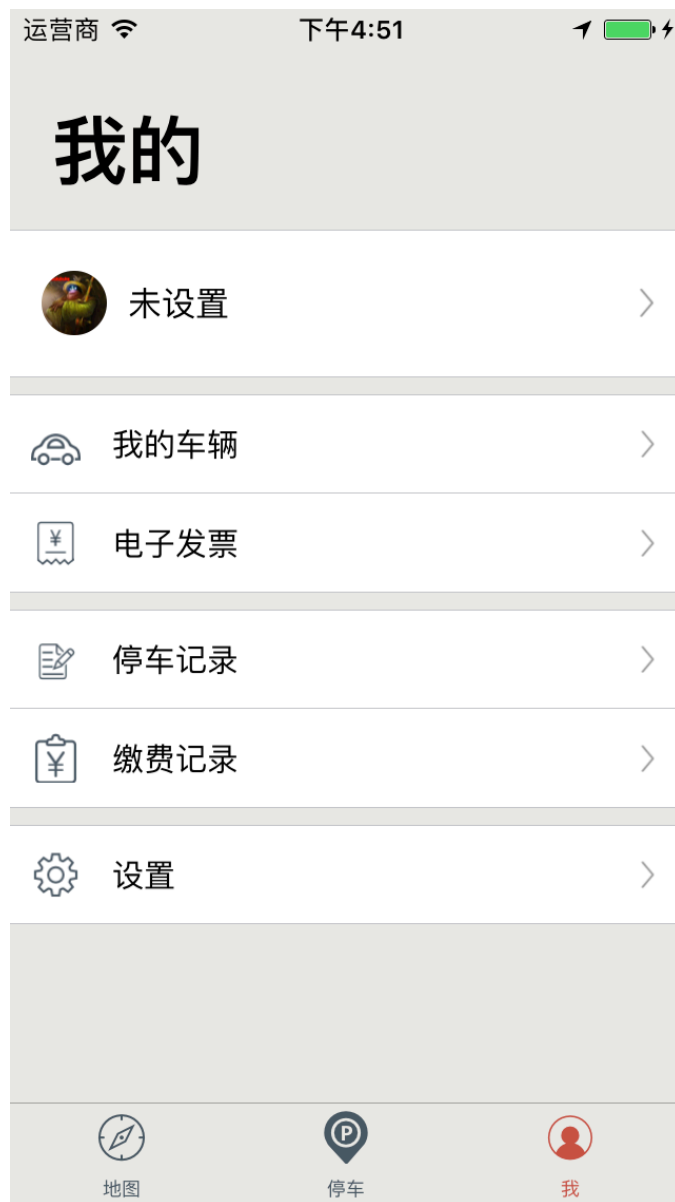 运营商 下午4:51
我的
未设置
我的车辆
¥
电子发票
停车记录
¥
缴费记录
设置
P
地图 停车 我